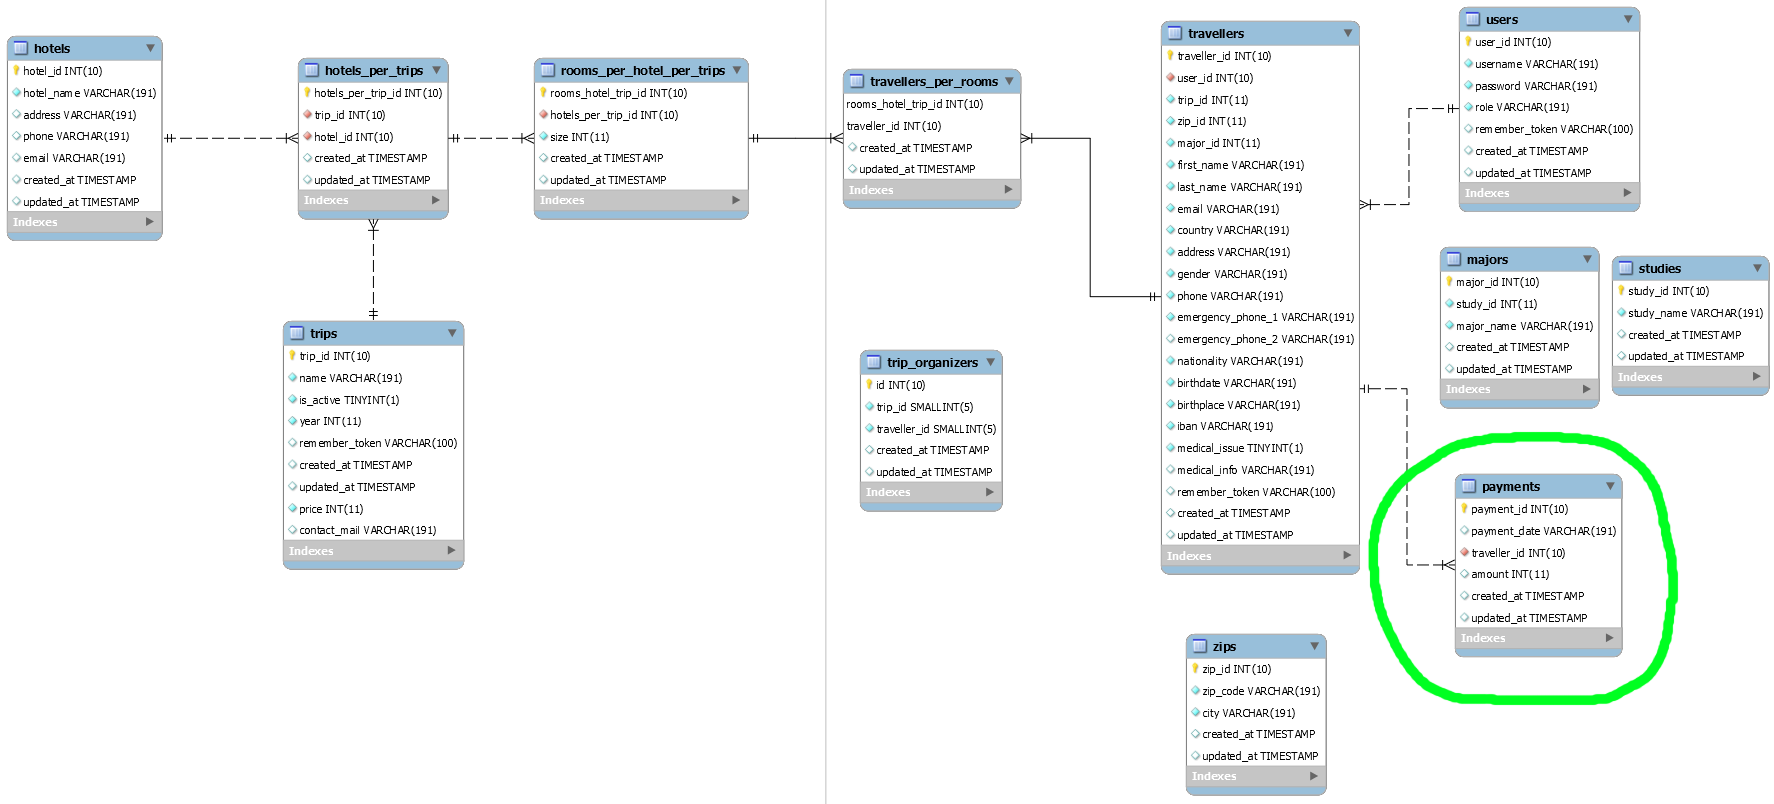 hotels
hotel_id INT(10)
hotel_name VARCHAR(191)
address VARCHAR(191)
phone VARCHAR(191)
email VARCHAR(191)
created_at TIMESTAMP
updated_at TIMESTAMP
Indexes
hotels_per_trips
hotels_per_trip_id INT(10)
trip_id INT(10)
hotel_id INT(10)
created_at TIMESTAMP
updated_at TIMESTAMP
Indexes
rooms_per_hotel_per_trips
rooms_hotel_trip_id INT(10)
hotels_per_trip_id INT(10)
size INT(11)
created_at TIMESTAMP
updated_at TIMESTAMP
Indexes
trips
trip_id INT(10)
name VARCHAR(191)
is_active TINYINT(1)
year INT(11)
remember_token VARCHAR(100)
created_at TIMESTAMP
updated_at TIMESTAMP
price INT(11)
contact_mail VARCHAR(191)
Indexes
travellers_per_rooms
rooms_hotel_trip_id INT(10)
traveller_id INT(10)
created_at TIMESTAMP
updated_at TIMESTAMP
Indexes
trip_organizers
id INT(10)
trip_id SMALLINT(5)
traveller_id SMALLINT(5)
created_at TIMESTAMP
updated_at TIMESTAMP
Indexes
travellers
traveller_id INT(10)
user_id INT(10)
trip_id INT(11)
zip_id INT(11)
major_id INT(11)
first_name VARCHAR(191)
last_name VARCHAR(191)
email VARCHAR(191)
country VARCHAR(191)
address VARCHAR(191)
gender VARCHAR(191)
phone VARCHAR(191)
emergency_phone_1 VARCHAR(191)
emergency_phone_2 VARCHAR(191)
nationality VARCHAR(191)
birthdate VARCHAR(191)
birthplace VARCHAR(191)
iban VARCHAR(191)
medical_issue TINYINT(1)
medical_info VARCHAR(191)
remember_token VARCHAR(100)
created_at TIMESTAMP
updated_at TIMESTAMP
Indexes
users
user_id INT(10)
username VARCHAR(191)
password VARCHAR(191)
role VARCHAR(191)
remember_token VARCHAR(100)
created_at TIMESTAMP
updated_at TIMESTAMP
Indexes
majors
major_id INT(10)
study_id INT(11)
major_name VARCHAR(191)
created_at TIMESTAMP
updated_at TIMESTAMP
Indexes
studies
study_id INT(10)
study_name VARCHAR(191)
created_at TIMESTAMP
updated_at TIMESTAMP
Indexes
payments
payment_id INT(10)
payment_date VARCHAR(191)
traveller_id INT(10)
amount INT(11)
created_at TIMESTAMP
updated_at TIMESTAMP
Indexes
zips
zip_id INT(10)
zip_code VARCHAR(191)
city VARCHAR(191)
created_at TIMESTAMP
updated_at TIMESTAMP
Indexes